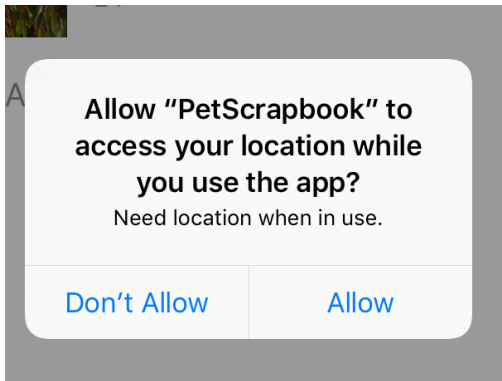 A
Allow “PetScrapbook” to
access your location while
you use the app?
Need location when in use.
Don’t Allow
Allow